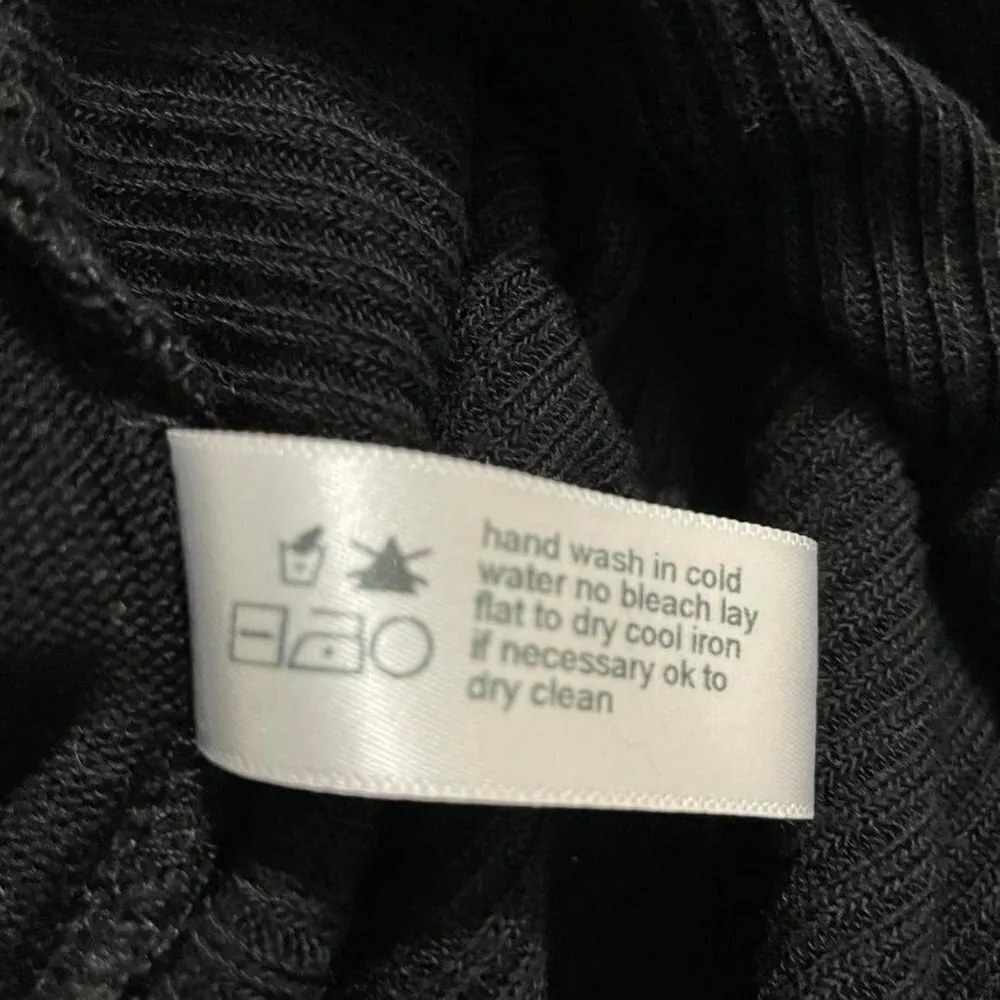 hand wash in cold
water no bleach lay
flat to dry cool iron
if necessary ok to
dry clean